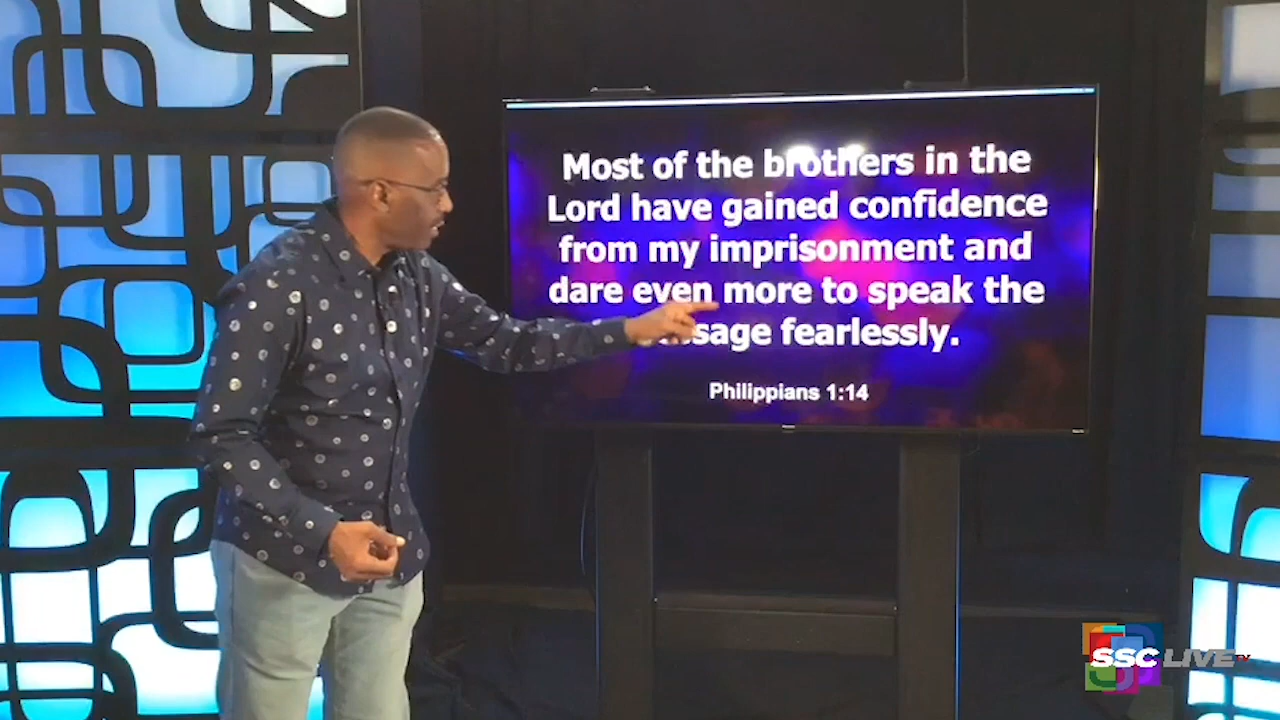 Most of the brothers in the
Lord have gained confidence
from my imprisonment and
dare even more to speak the
fearlessly.
Philippians 1:14
SSC LIVE TV